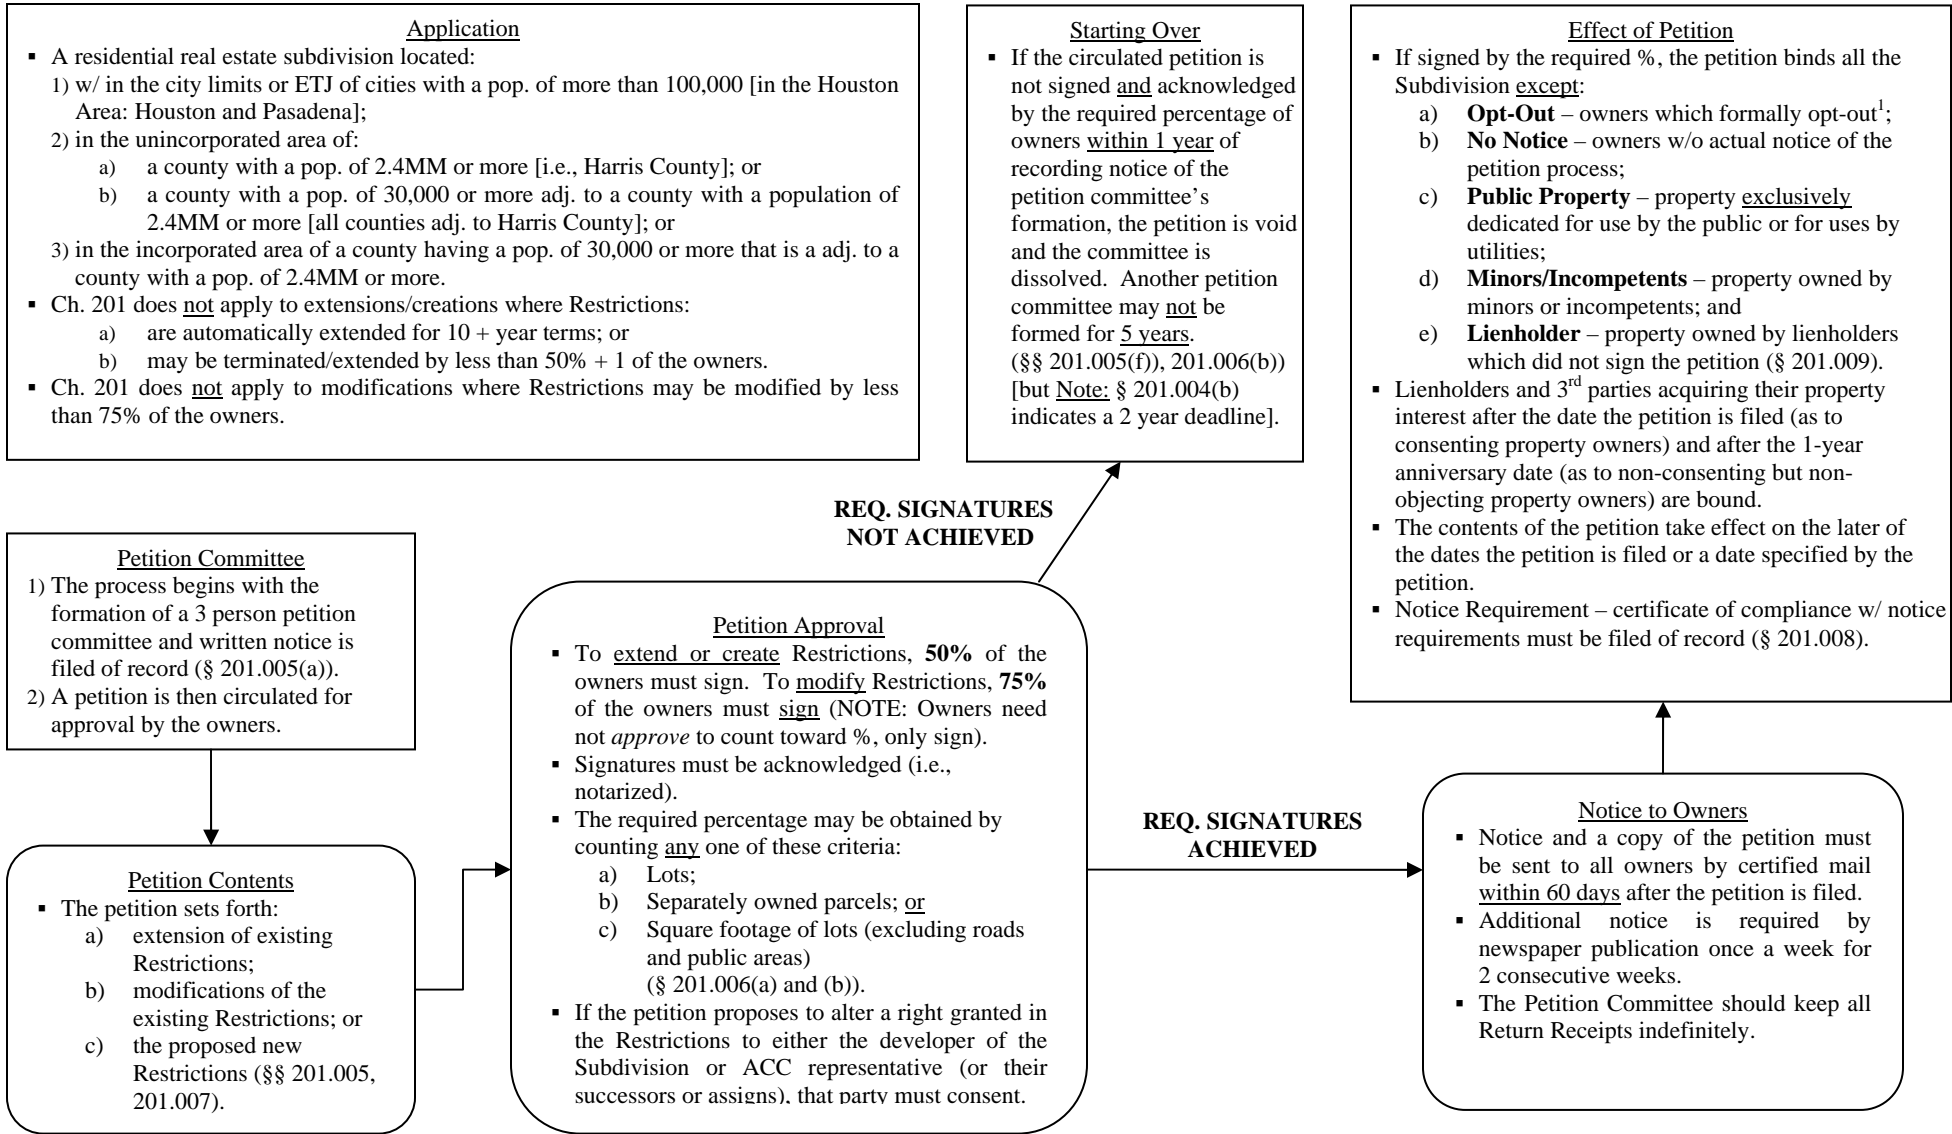 Application
▪ A residential real estate subdivision located:
1) w/ in the city limits or ETJ of cities with a pop. of more than 100,000 [in the Houston
Area: Houston and Pasadena];
2) in the unincorporated area of:
a) a county with a pop. of 2.4MM or more [i.e., Harris County]; or
b) a county with a pop. of 30,000 or more adj. to a county with a population of
2.4MM or more [all counties adj. to Harris County]; or
3) in the incorporated area of a county having a pop. of 30,000 or more that is a adj. to a
county with a pop. of 2.4MM or more.
▪ Ch. 201 does not apply to extensions/creations where Restrictions:
a) are automatically extended for 10 + year terms; or
b) may be terminated/extended by less than 50% + 1 of the owners.
▪ Ch. 201 does not apply to modifications where Restrictions may be modified by less
than 75% of the owners.
Starting Over
▪ If the circulated petition is
not signed and acknowledged
by the required percentage of
owners within 1 year of
recording notice of the
petition committee's
formation, the petition is void
and the committee is
dissolved. Another petition
committee may not be
formed for 5 years.
(§§ 201.005(f)), 201.006(b))
[but Note: § 201.004(b)
indicates a 2 year deadline].
Effect of Petition
▪ If signed by the required %, the petition binds all the
Subdivision except:
a) Opt-Out – owners which formally opt-out1;
b) No Notice – owners w/o actual notice of the
petition process;
c) Public Property – property exclusively
dedicated for use by the public or for uses by
utilities;
d) Minors/Incompetents – property owned by
minors or incompetents; and
e) Lienholder – property owned by lienholders
which did not sign the petition (§ 201.009).
▪ Lienholders and 3rd parties acquiring their property
interest after the date the petition is filed (as to
consenting property owners) and after the 1-year
anniversary date (as to non-consenting but non-
objecting property owners) are bound.
▪ The contents of the petition take effect on the later of
the dates the petition is filed or a date specified by the
petition.
▪ Notice Requirement – certificate of compliance w/ notice
requirements must be filed of record (§ 201.008).
REQ. SIGNATURES
NOT ACHIEVED
Petition Committee
1) The process begins with the
formation of a 3 person petition
committee and written notice is
filed of record (§ 201.005(a)).
2) A petition is then circulated for
approval by the owners.
Petition Contents
▪ The petition sets forth:
a) extension of existing
Restrictions;
b) modifications of the
existing Restrictions; or
c) the proposed new
Restrictions (§§ 201.005,
201.007).
Petition Approval
▪ To extend or create Restrictions, 50% of the
owners must sign. To modify Restrictions, 75%
of the owners must sign (NOTE: Owners need
not approve to count toward %, only sign).
▪ Signatures must be acknowledged (i.e.,
notarized).
▪ The required percentage may be obtained by
counting any one of these criteria:
a) Lots;
b) Separately owned parcels; or
c) Square footage of lots (excluding roads
and public areas)
(§ 201.006(a) and (b)).
▪ If the petition proposes to alter a right granted in
the Restrictions to either the developer of the
Subdivision or ACC representative (or their
successors or assigns), that party must consent.
REQ. SIGNATURES
ACHIEVED
Notice to Owners
▪ Notice and a copy of the petition must
be sent to all owners by certified mail
within 60 days after the petition is filed.
▪ Additional notice is required by
newspaper publication once a week for
2 consecutive weeks.
▪ The Petition Committee should keep all
Return Receipts indefinitely.